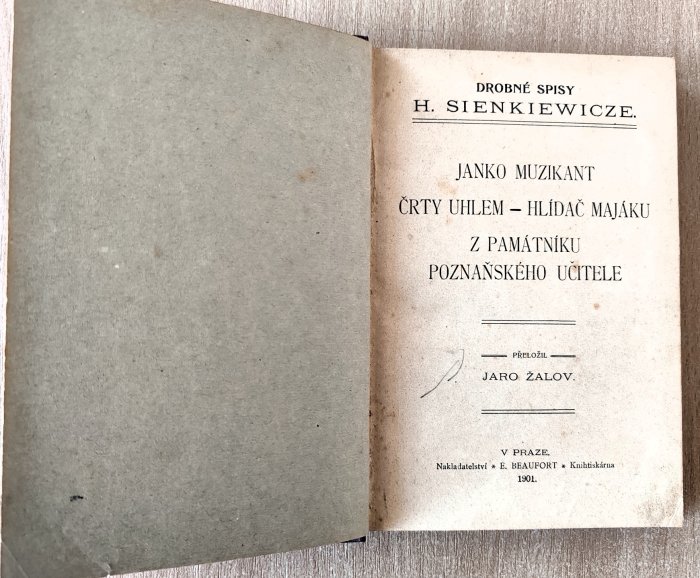 DROBNÉ SPISY
H. SIENKIEWICZE.
JANKO MUZIKANT
ČRTY UHLEM — HLÍDAČ MAJÁKU
Z PAMÁTNÍKU
POZNAŇSKÉHO UČITELE
PŘELOŽIL
JARO ŽALOV.
V PRAZE,
Nakladatelství * E. BEAUFORT * Knihtiskárna
1901.